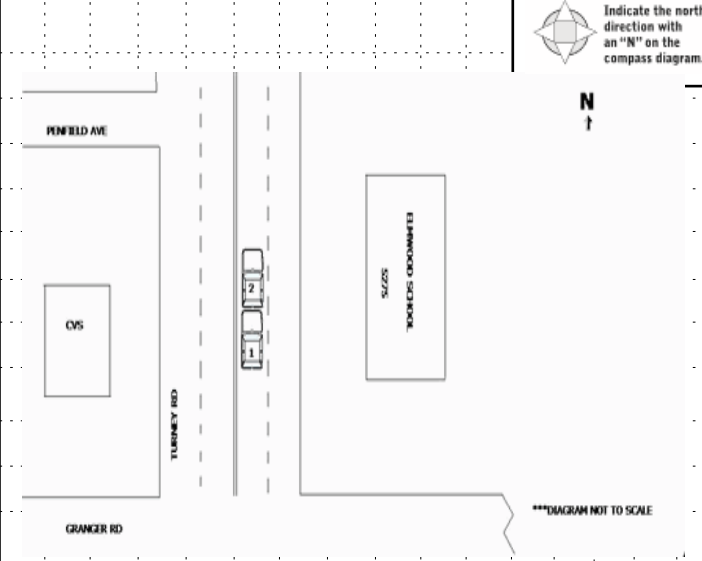 Indicate the north
direction with
an "N" on the
compass diagram.
N
PENFIELD AVE
ELMWOOD SCHOOL
5275
2
CVS
1
TURNEY RD
***DIAGRAM NOT TO SCALE
GRANGER RD